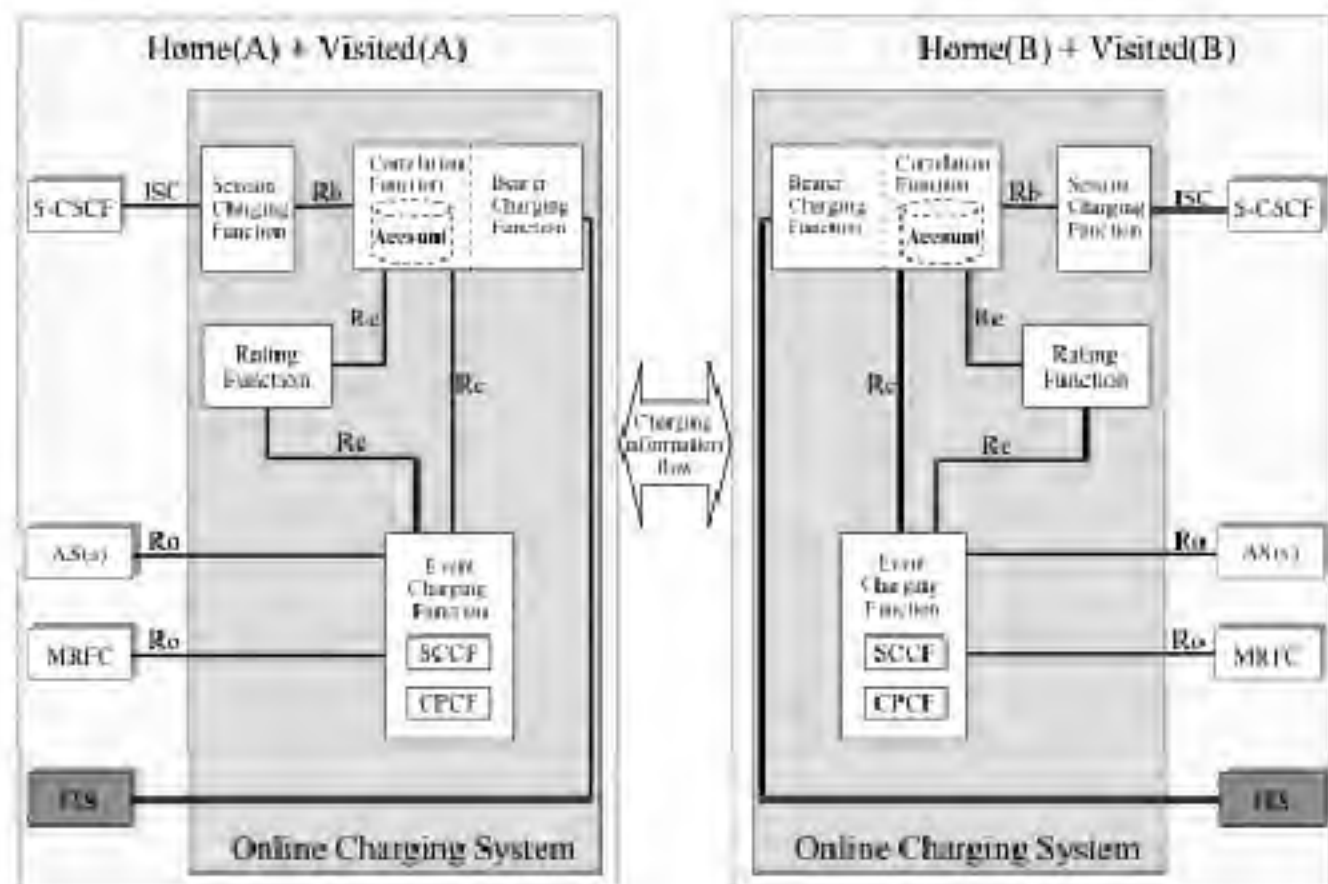 Home(A) + Visited(A)
S-CSCF
ISC
Session
Charging
Function
Rb
Correlation
Function
Account
Bearer
Charging
Function
Rating
Function
Re
Rc
Re
AS(s)
Ro
MRFC
Ro
Event
Charging
Function
SCCF
CPCF
Online Charging System
Charging
information
flow
Home(B) + Visited(B)
Bearer
Charging
Function
Correlation
Function
Account
Rb
Session
Charging
Function
ISC
S-CSCF
Re
Rating
Function
Rc
Re
Event
Charging
Function
SCCF
CPCF
Ro
AS(s)
Ro
MRFC
Online Charging System